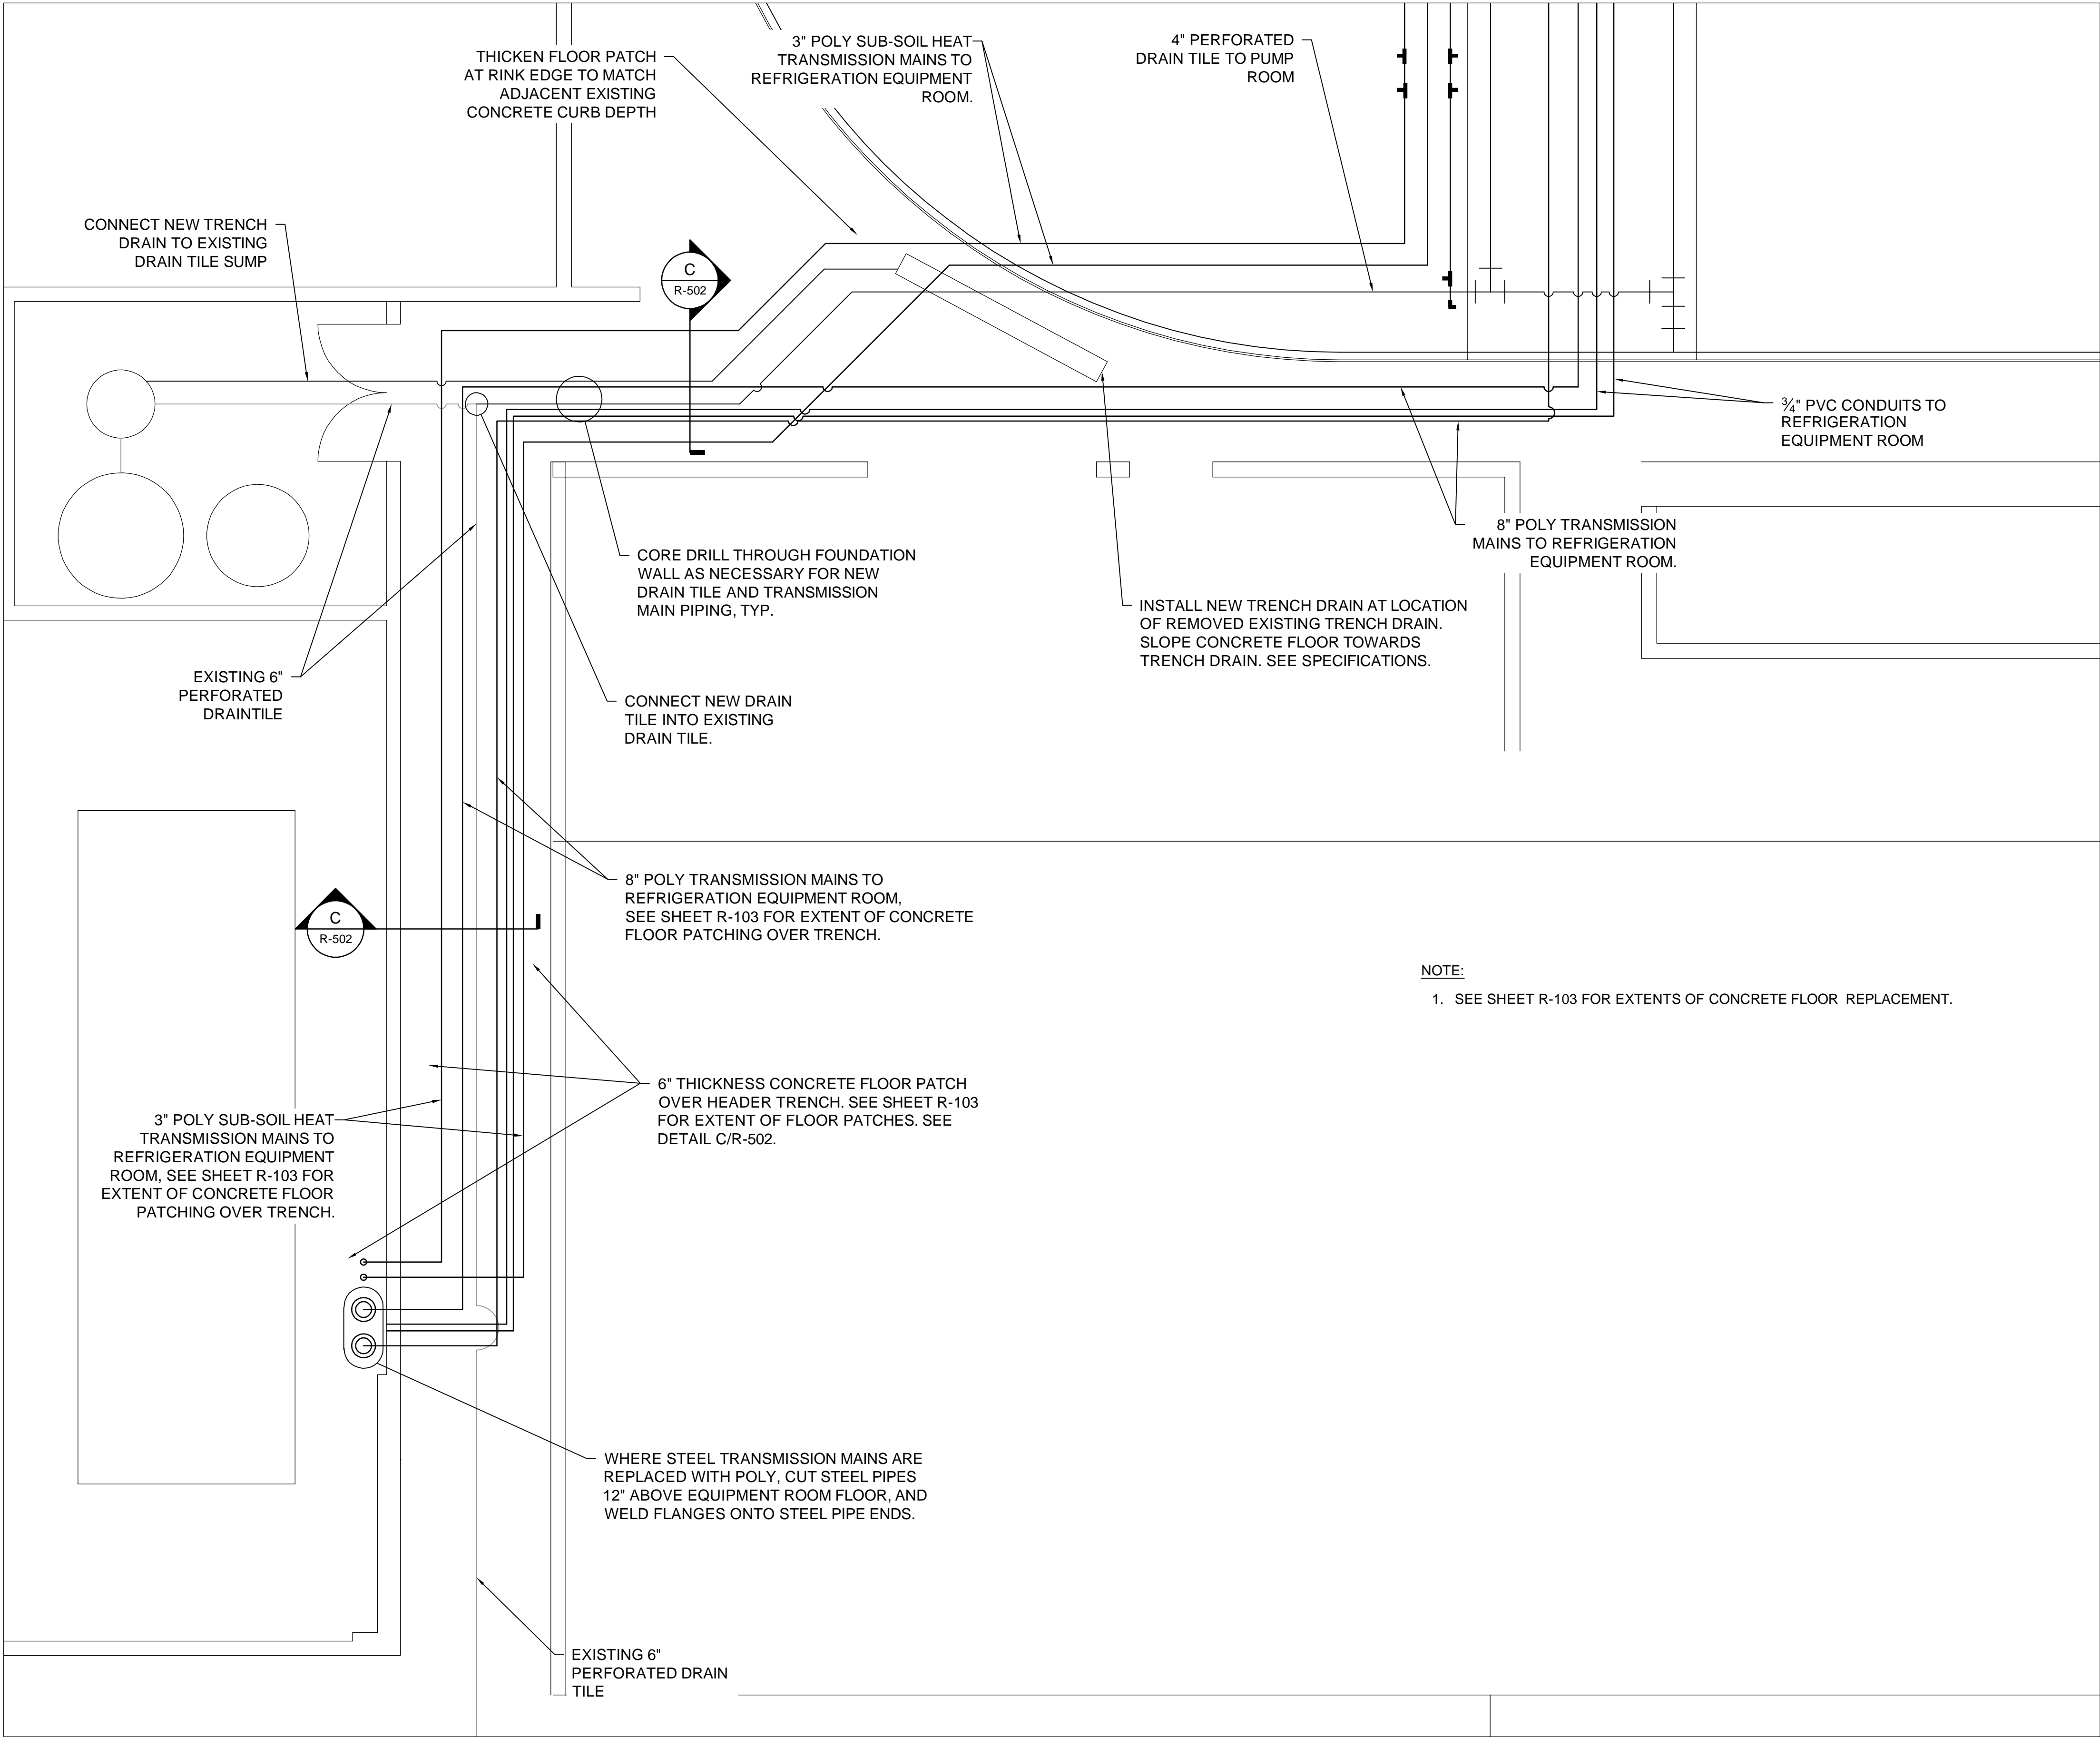 THICKEN FLOOR PATCH
AT RINK EDGE TO MATCH
ADJACENT EXISTING
CONCRETE CURB DEPTH
3" POLY SUB-SOIL HEAT
TRANSMISSION MAINS TO
REFRIGERATION EQUIPMENT
ROOM.
4" PERFORATED
DRAIN TILE TO PUMP
ROOM
CONNECT NEW TRENCH
DRAIN TO EXISTING
DRAIN TILE SUMP
C
R-502
¾" PVC CONDUITS TO
REFRIGERATION
EQUIPMENT ROOM
8" POLY TRANSMISSION
MAINS TO REFRIGERATION
EQUIPMENT ROOM.
CORE DRILL THROUGH FOUNDATION
WALL AS NECESSARY FOR NEW
DRAIN TILE AND TRANSMISSION
MAIN PIPING, TYP.
INSTALL NEW TRENCH DRAIN AT LOCATION
OF REMOVED EXISTING TRENCH DRAIN.
SLOPE CONCRETE FLOOR TOWARDS
TRENCH DRAIN. SEE SPECIFICATIONS.
EXISTING 6"
PERFORATED
DRAINTILE
CONNECT NEW DRAIN
TILE INTO EXISTING
DRAIN TILE.
8" POLY TRANSMISSION MAINS TO
REFRIGERATION EQUIPMENT ROOM,
SEE SHEET R-103 FOR EXTENT OF CONCRETE
FLOOR PATCHING OVER TRENCH.
C
R-502
NOTE:
1. SEE SHEET R-103 FOR EXTENTS OF CONCRETE FLOOR REPLACEMENT.
6" THICKNESS CONCRETE FLOOR PATCH
OVER HEADER TRENCH. SEE SHEET R-103
FOR EXTENT OF FLOOR PATCHES. SEE
DETAIL C/R-502.
3" POLY SUB-SOIL HEAT
TRANSMISSION MAINS TO
REFRIGERATION EQUIPMENT
ROOM, SEE SHEET R-103 FOR
EXTENT OF CONCRETE FLOOR
PATCHING OVER TRENCH.
WHERE STEEL TRANSMISSION MAINS ARE
REPLACED WITH POLY, CUT STEEL PIPES
12" ABOVE EQUIPMENT ROOM FLOOR, AND
WELD FLANGES ONTO STEEL PIPE ENDS.
EXISTING 6"
PERFORATED DRAIN
TILE